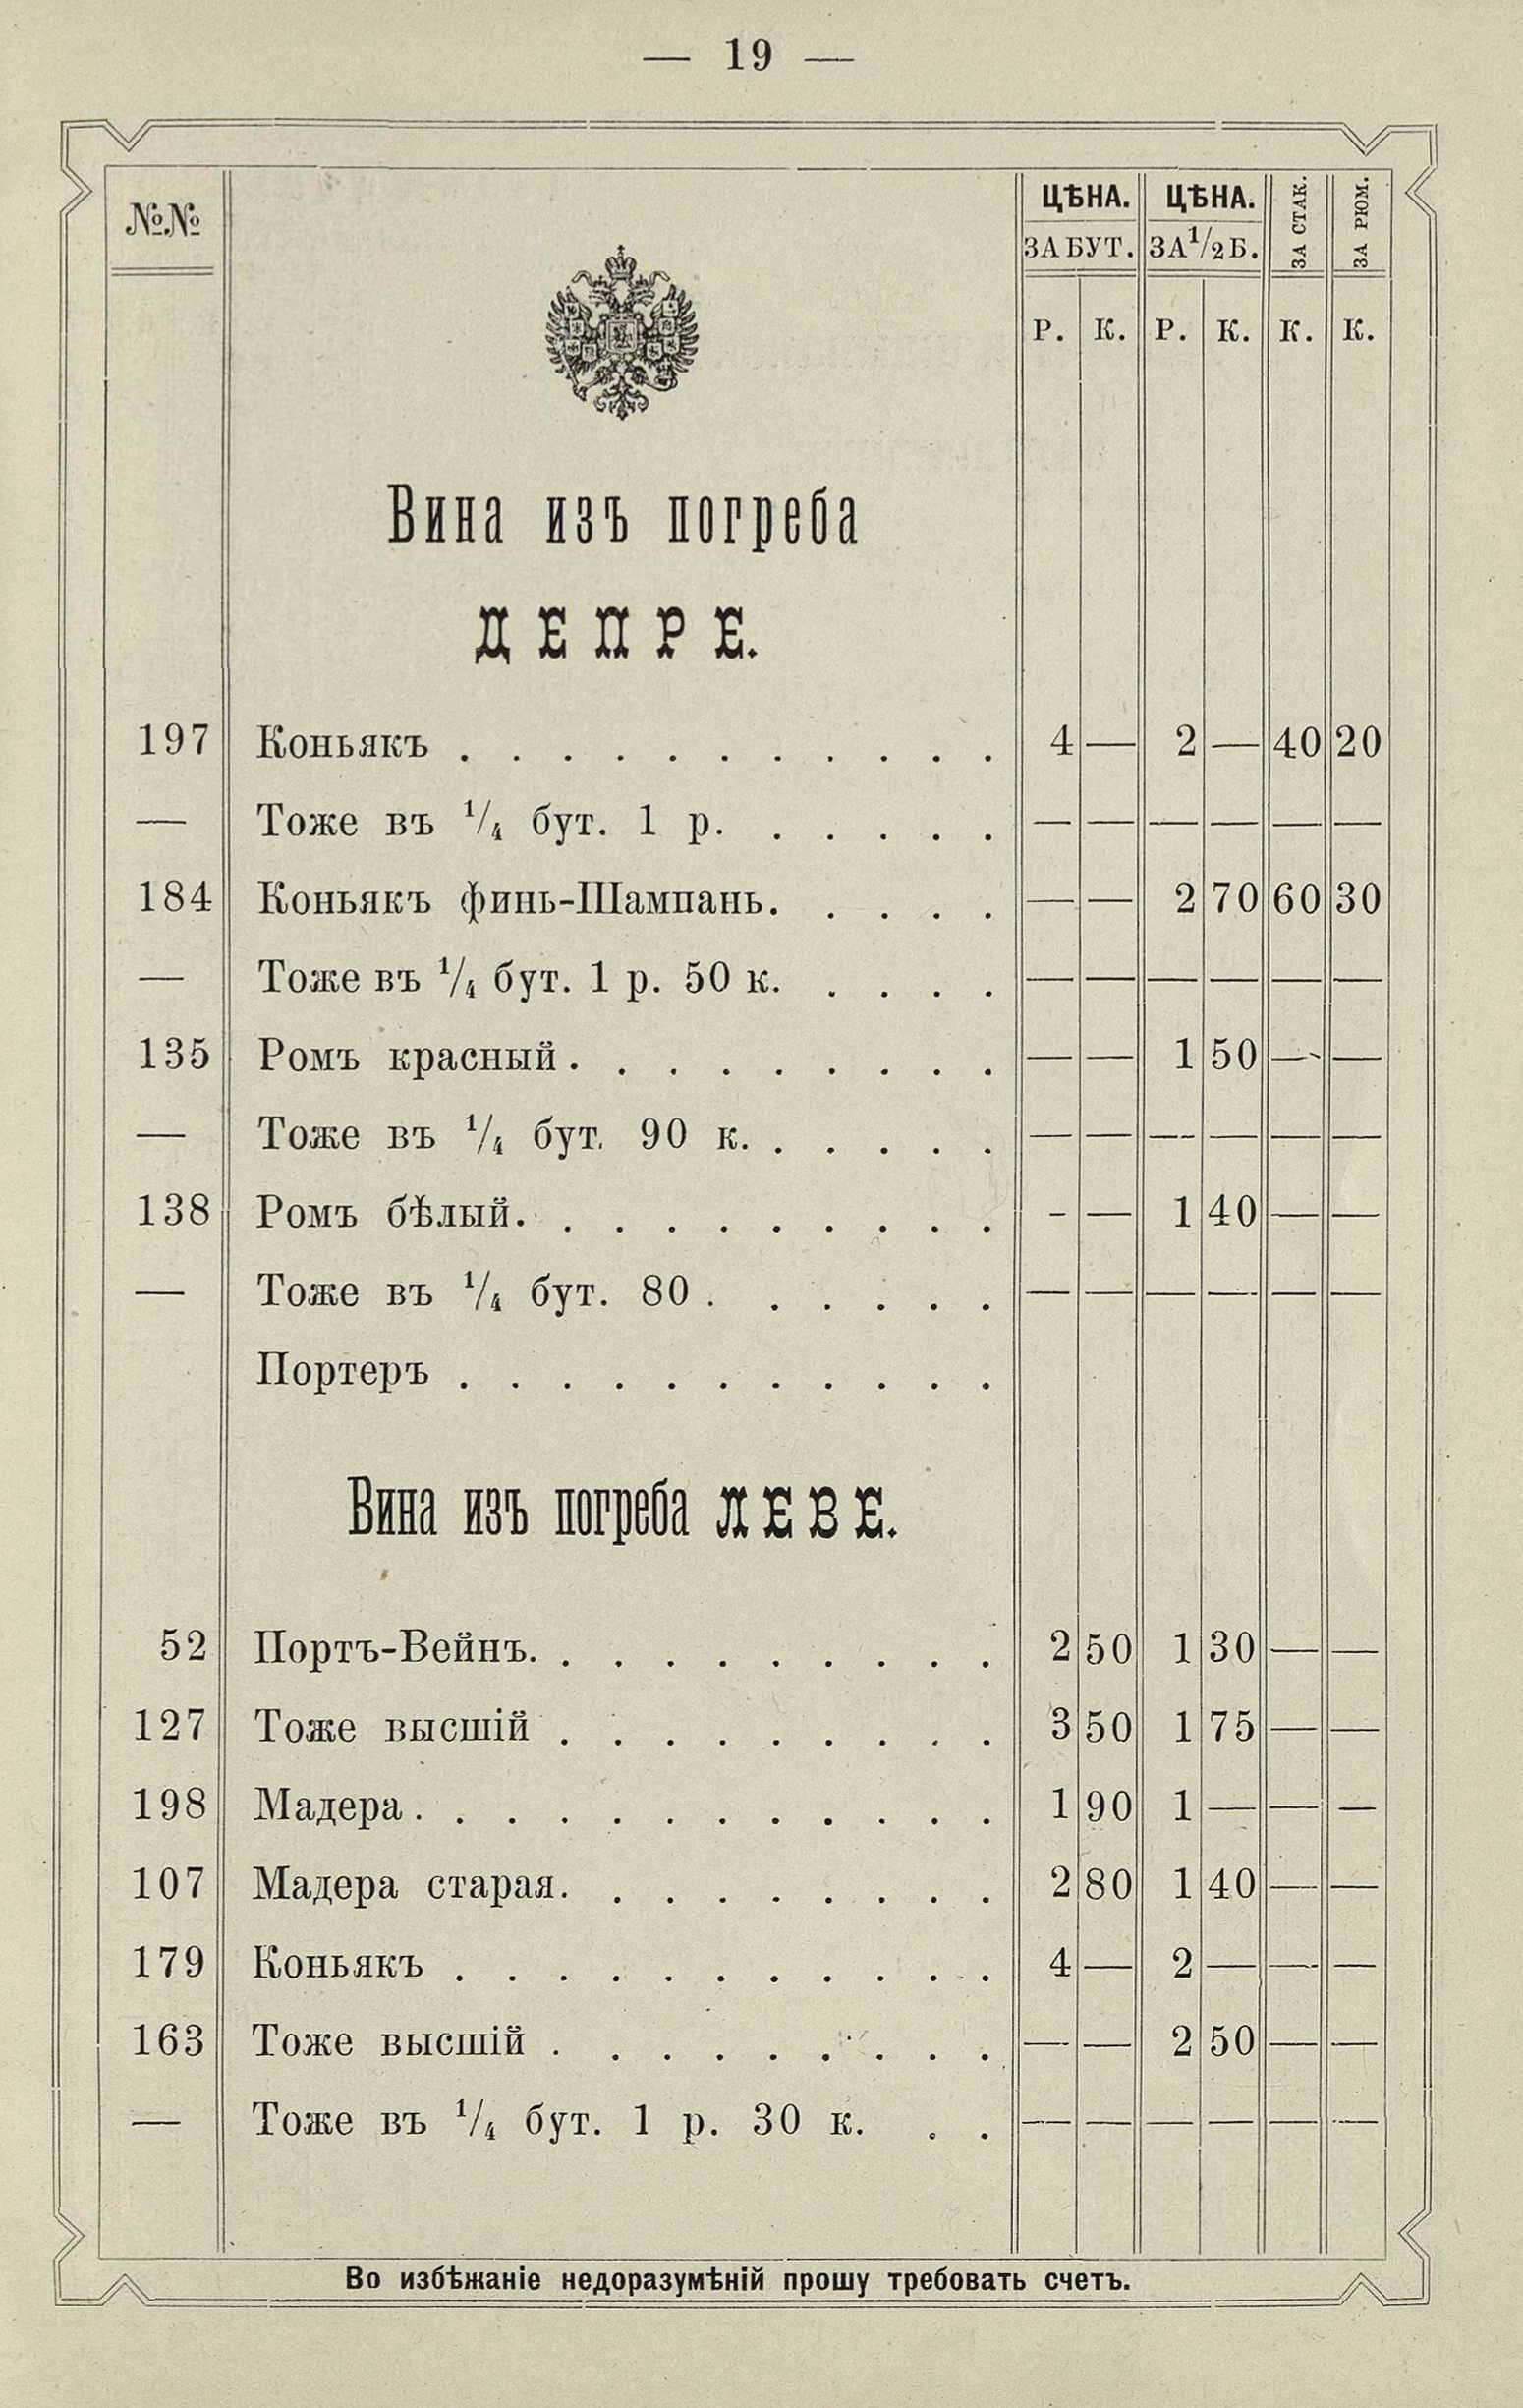 — 19 —
№№ ЦѢНА. ЦѢНА. ЗА СТАК. ЗА РЮМ.
ЗА БУТ. ЗА ½ Б.
Р. К. Р. К. К. К.
Вина изъ погреба
ДЕПРЕ.
197 Коньякъ . . . . . . . . . . . 4 — 2 — 40 20
— Тоже въ ¼ бут. 1 р. . . . . . — — — — — —
184 Коньякъ финь-Шампань. . . . . — — 2 70 60 30
— Тоже въ ¼ бут. 1 р. 50 к. . . . . — — — — — —
135 Ромъ красный . . . . . . . . . — — 1 50 — —
— Тоже въ ¼ бут. 90 к. . . . . . — — — — — —
138 Ромъ бѣлый. . . . . . . . . . - — 1 40 — —
— Тоже въ ¼ бут. 80 . . . . . . — — — — — —
Портеръ . . . . . . . . . . .
Вина изъ погреба ЛЕВЕ.
52 Портъ-Вейнъ. . . . . . . . . . 2 50 1 30 — —
127 Тоже высшій . . . . . . . . . 3 50 1 75 — —
198 Мадера . . . . . . . . . . . . 1 90 1 — — —
107 Мадера старая. . . . . . . . . 2 80 1 40 — —
179 Коньякъ . . . . . . . . . . . 4 — 2 — — —
163 Тоже высшій . . . . . . . . . — — 2 50 — —
— Тоже въ ¼ бут. 1 р. 30 к. . . — — — — — —
Во избѣжаніе недоразумѣній прошу требовать счетъ.